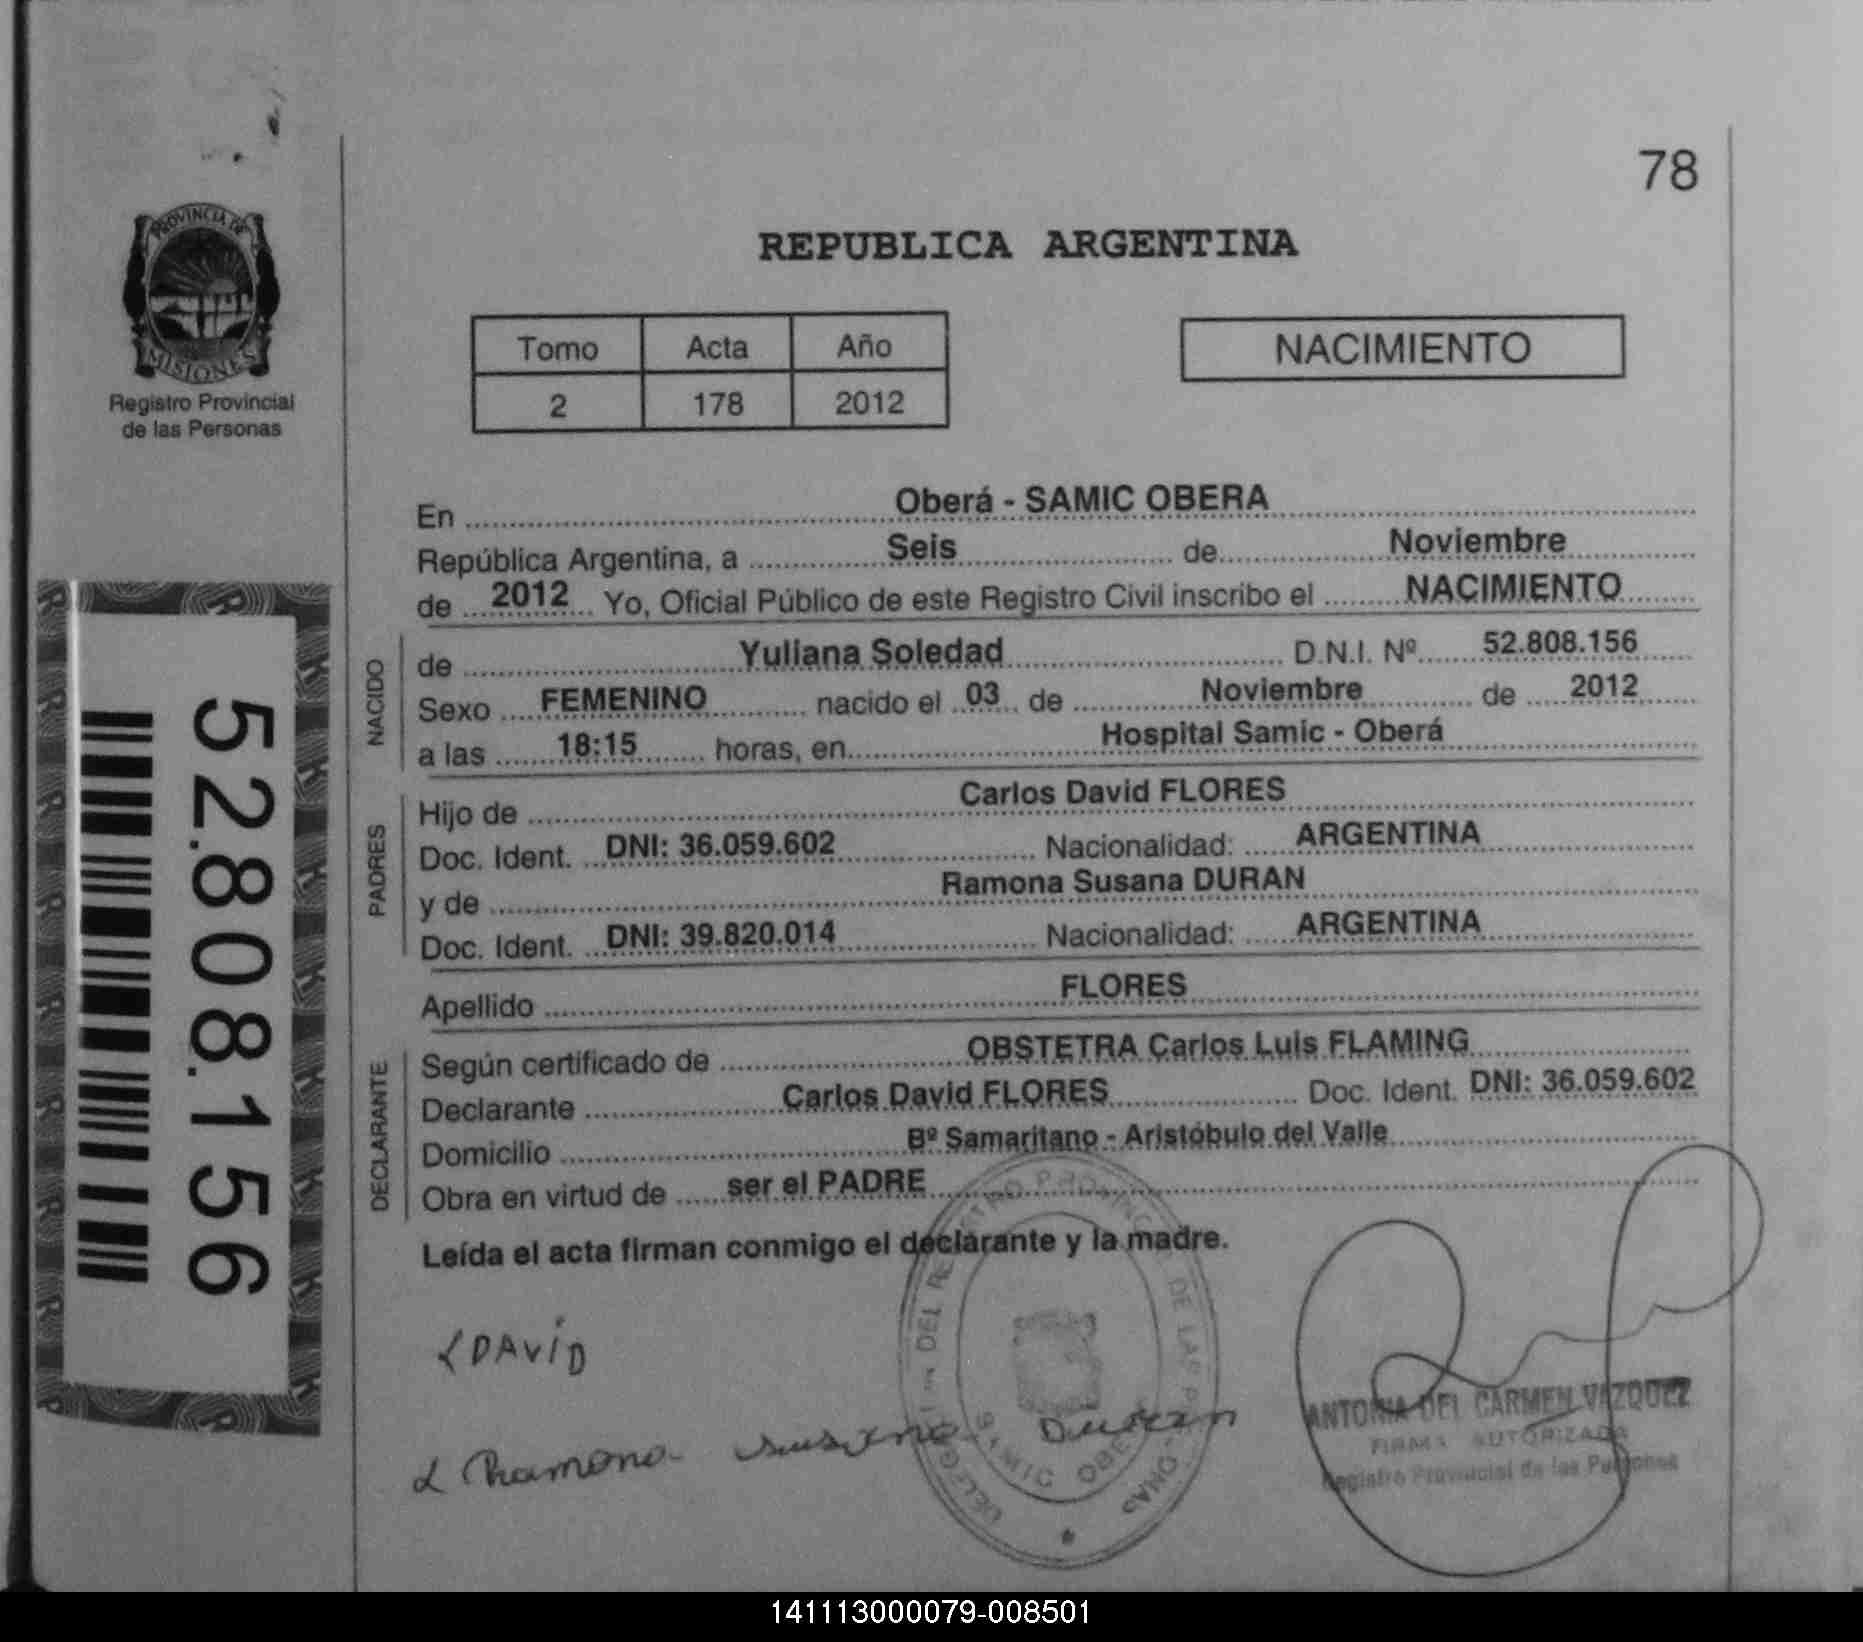 78
PROVINCIA DE
MISIONES
Registro Provincial
de las Personas
REPUBLICA ARGENTINA
Tomo Acta Año
2 178 2012
NACIMIENTO
En Oberá - SAMIC OBERA
República Argentina, a Seis de Noviembre
de 2012 Yo, Oficial Público de este Registro Civil inscribo el NACIMIENTO
NACIDO
de Yuliana Soledad D.N.I. Nº 52.808.156
Sexo FEMENINO nacido el 03 de Noviembre de 2012
a las 18:15 horas, en Hospital Samic - Oberá
PADRES
Hijo de Carlos David FLORES
Doc. Ident. DNI: 36.059.602 Nacionalidad: ARGENTINA
y de Ramona Susana DURAN
Doc. Ident. DNI: 39.820.014 Nacionalidad: ARGENTINA
Apellido FLORES
DECLARANTE
Según certificado de OBSTETRA Carlos Luis FLAMING
Declarante Carlos David FLORES Doc. Ident. DNI: 36.059.602
Domicilio Bº Samaritano - Aristóbulo del Valle
Obra en virtud de ser el PADRE
Leída el acta firman conmigo el declarante y la madre.
52.808.156
DAViD
Ramona Susana Duran
ANTONIA DEL CARMEN VAZQUEZ
FIRMA AUTORIZADA
Registro Provincial de las Personas
141113000079-008501